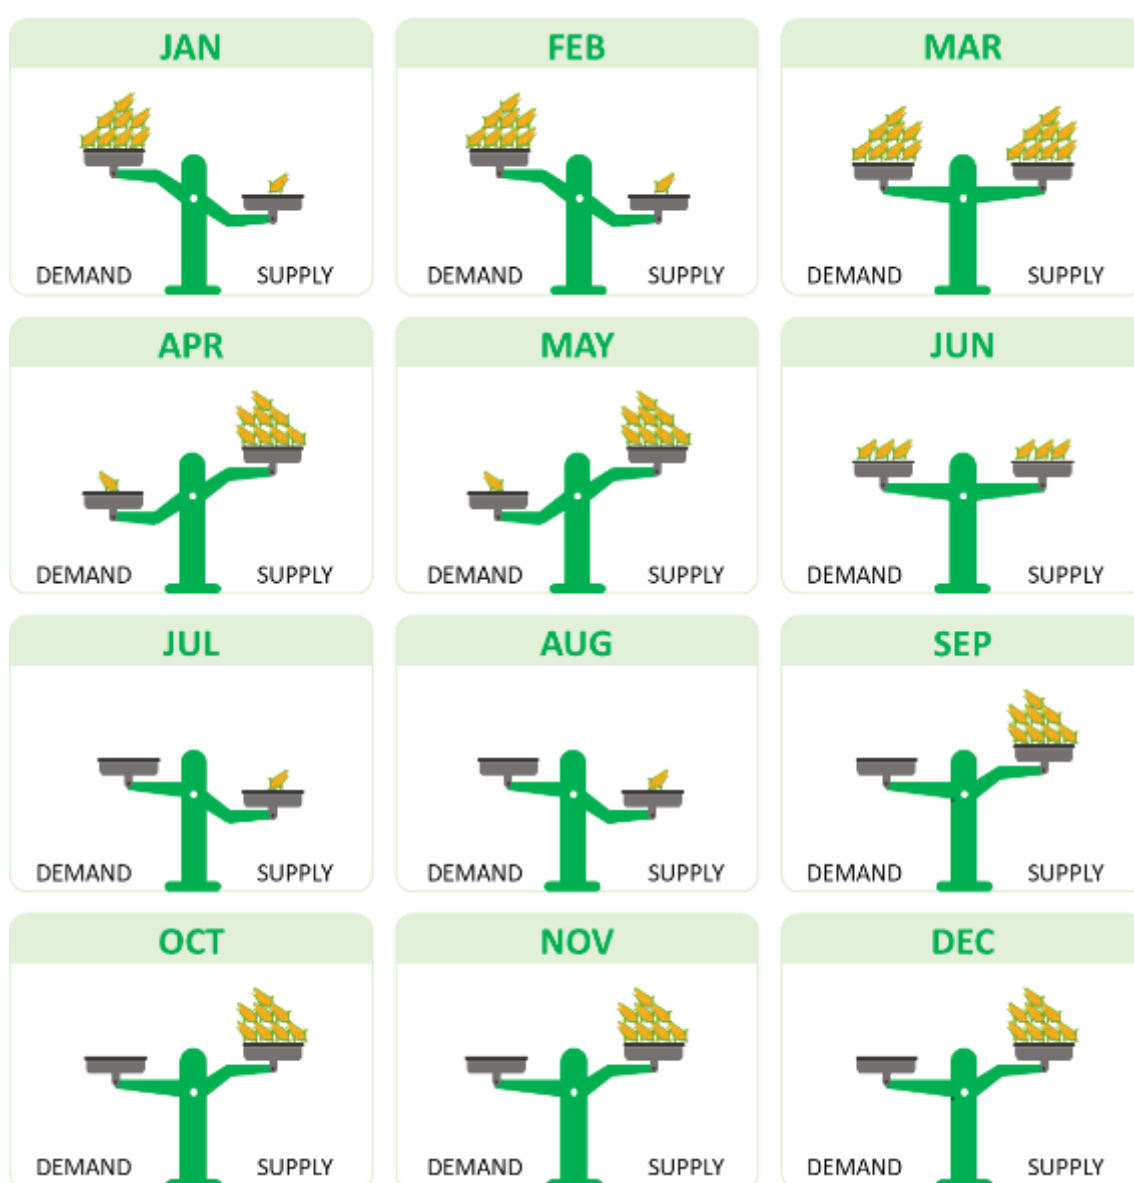 JAN FEB MAR
DEMAND SUPPLY DEMAND SUPPLY DEMAND SUPPLY
APR MAY JUN
DEMAND SUPPLY DEMAND SUPPLY DEMAND SUPPLY
JUL AUG SEP
DEMAND SUPPLY DEMAND SUPPLY DEMAND SUPPLY
OCT NOV DEC
DEMAND SUPPLY DEMAND SUPPLY DEMAND SUPPLY